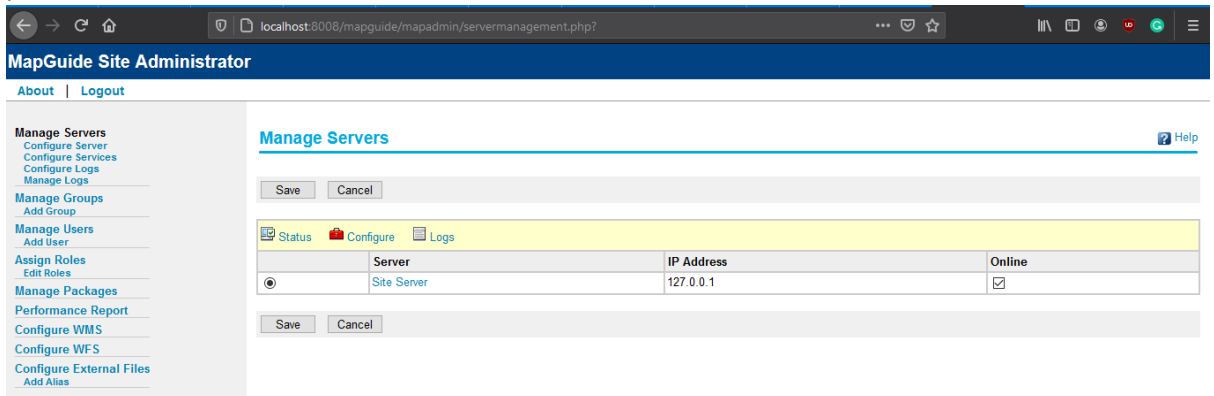 localhost:8008/mapguide/mapadmin/servermanagement.php?
MapGuide Site Administrator
About | Logout
Manage Servers
Configure Server
Configure Services
Configure Logs
Manage Logs
Manage Groups
Add Group
Manage Users
Add User
Assign Roles
Edit Roles
Manage Packages
Performance Report
Configure WMS
Configure WFS
Configure External Files
Add Alias
Manage Servers
? Help
Save Cancel
Status Configure Logs
Server IP Address Online
Site Server 127.0.0.1
Save Cancel